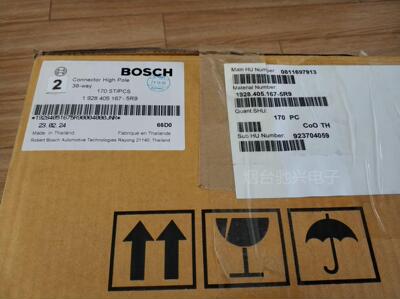 BOSCH
2
Connector High Pole
38-way
170 ST/PCS
1 928 405 167- 5R9
23.02.24
66D0
Made in Thailand
Fabrique en Thailande
Robert Bosch Automotive Technologies Rayong 21140, Thailand
Main HU Number:
0011697913
Material Number:
1928.405.167-5R9
Quant.SHU:
170 PC
CoO TH
Sub HU Number:
923704059
烟台驰兴电子